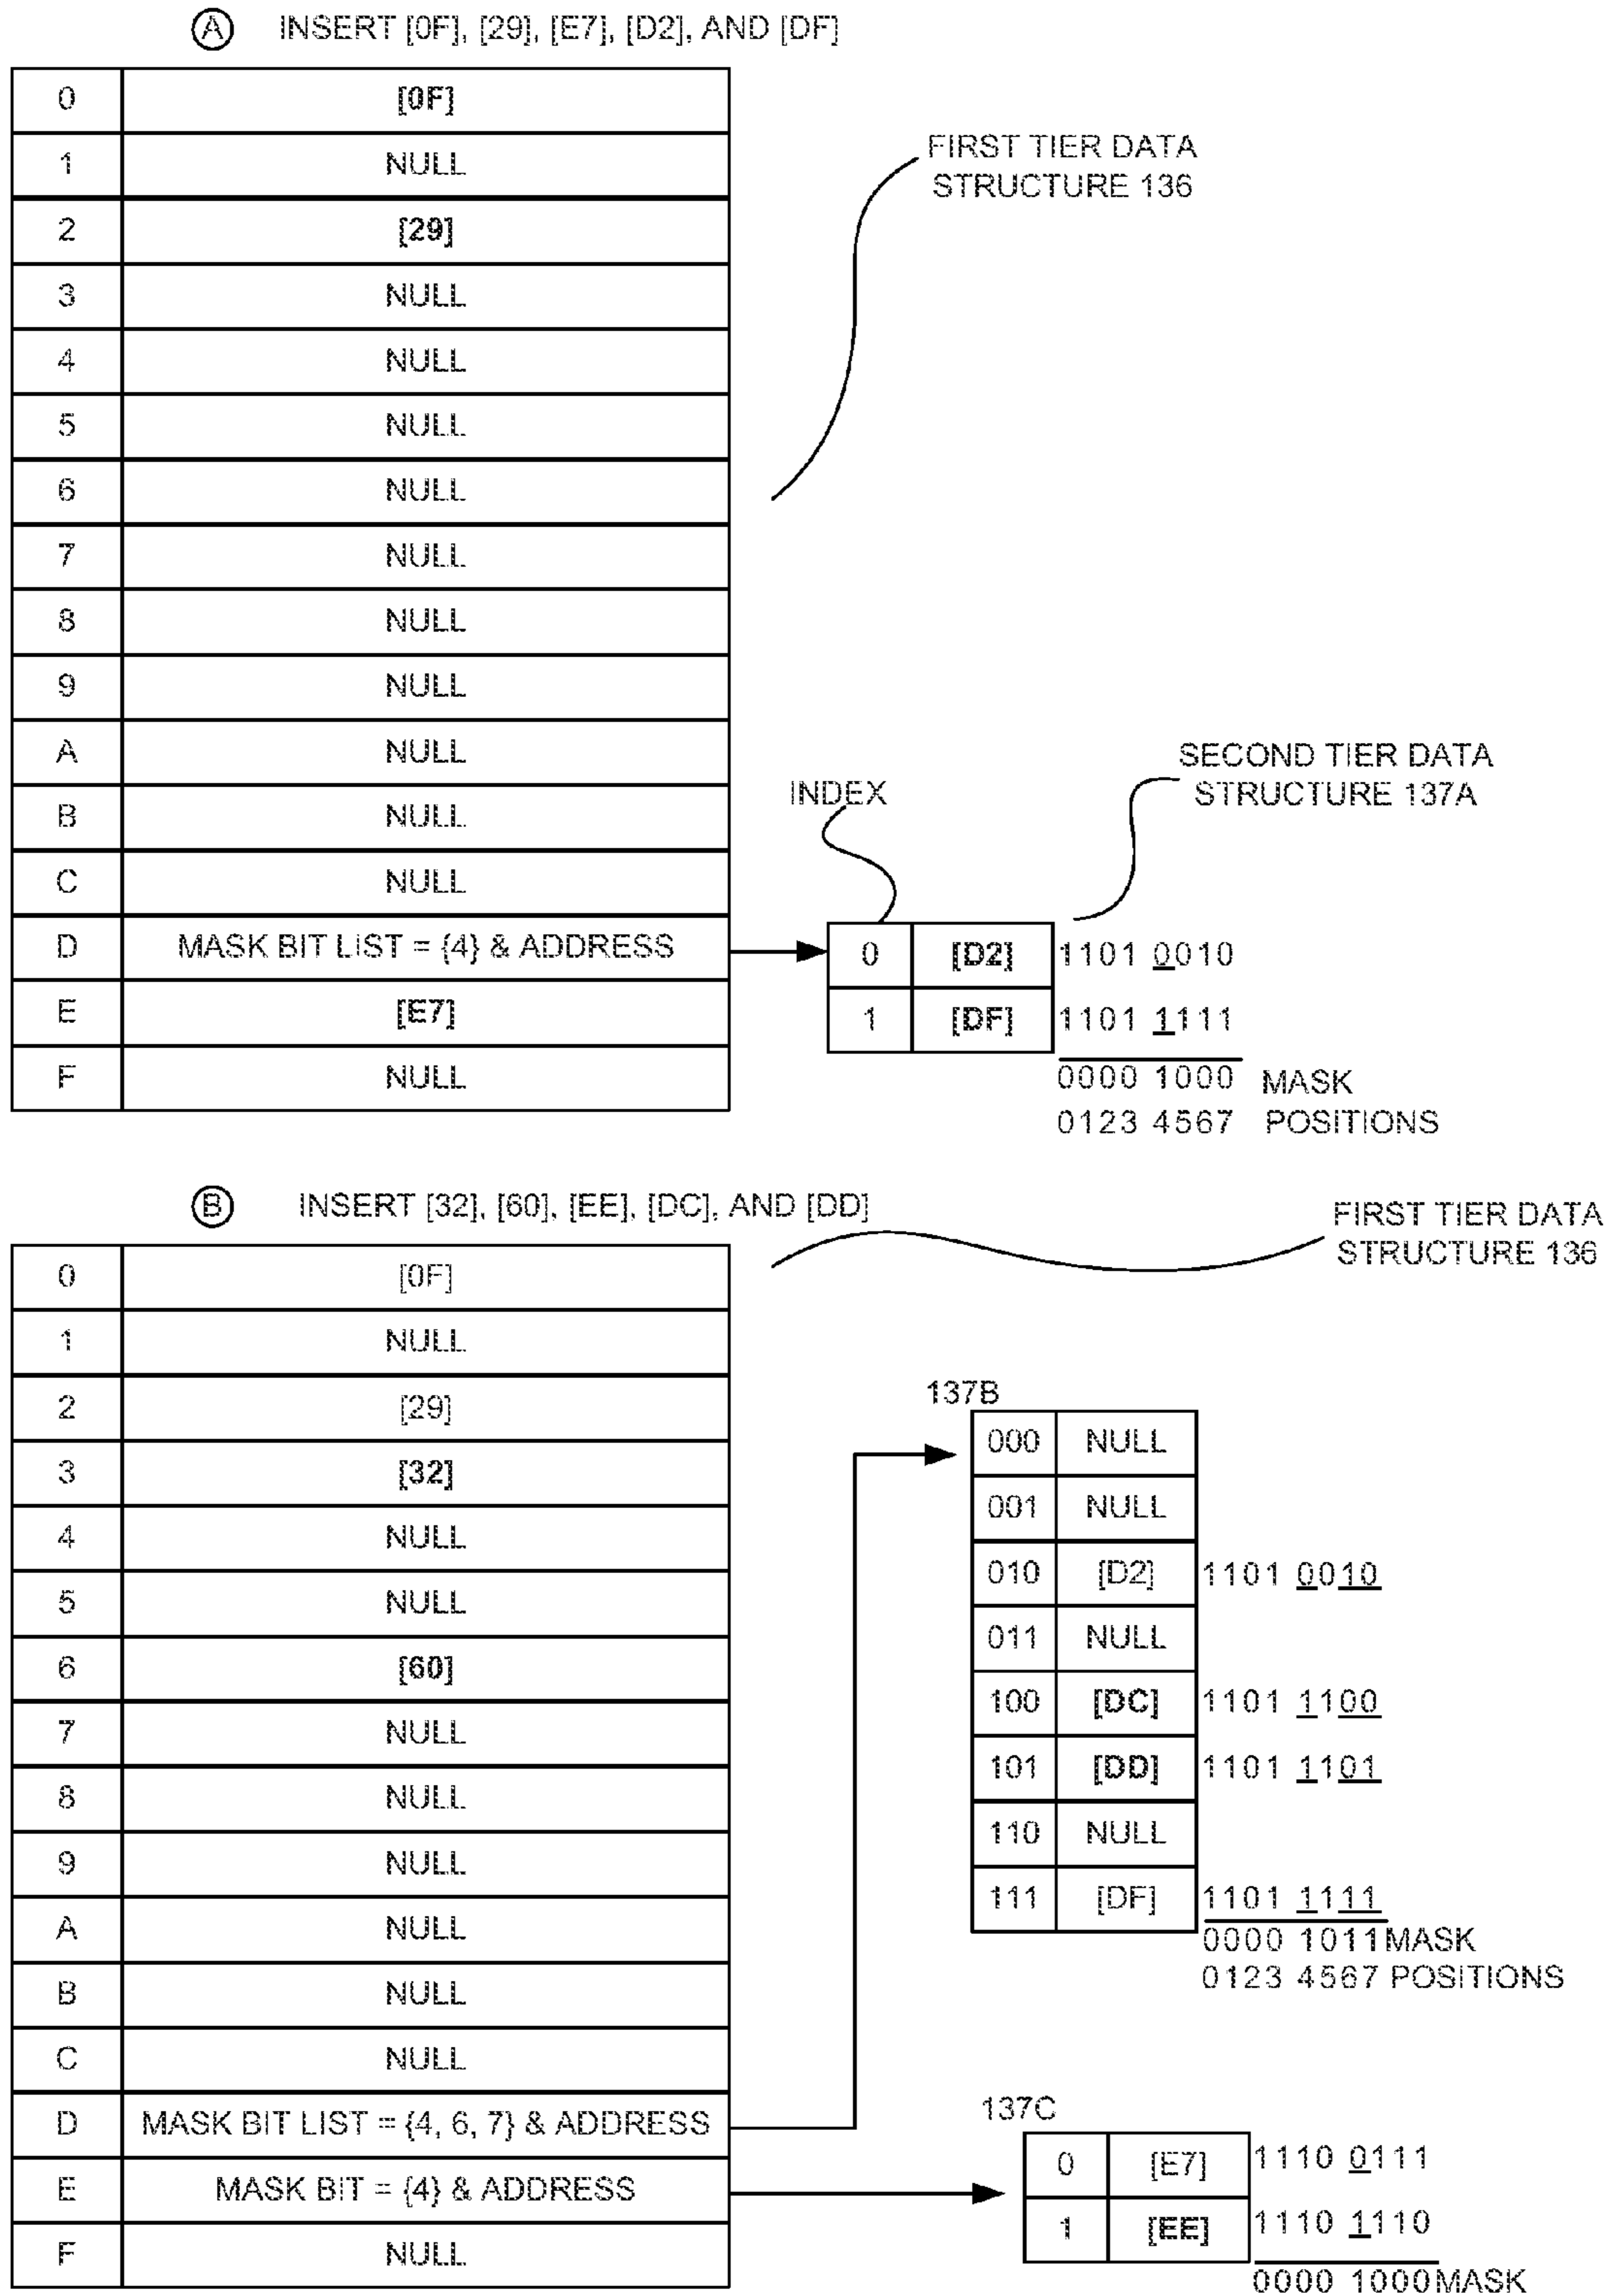 A INSERT [0F], [29], [E7], [D2], AND [DF]
0 [0F]
1 NULL
2 [29]
3 NULL
4 NULL
5 NULL
6 NULL
7 NULL
8 NULL
9 NULL
A NULL
B NULL
C NULL
D MASK BIT LIST = {4} & ADDRESS
E [E7]
F NULL
FIRST TIER DATA
STRUCTURE 136
SECOND TIER DATA
STRUCTURE 137A
INDEX
0 [D2] 1101 0010
1 [DF] 1101 1111
0000 1000 MASK
0123 4567 POSITIONS
B INSERT [32], [60], [EE], [DC], AND [DD]
FIRST TIER DATA
STRUCTURE 136
0 [0F]
1 NULL
2 [29]
3 [32]
4 NULL
5 NULL
6 [60]
7 NULL
8 NULL
9 NULL
A NULL
B NULL
C NULL
D MASK BIT LIST = {4, 6, 7} & ADDRESS
E MASK BIT = {4} & ADDRESS
F NULL
137B
000 NULL
001 NULL
010 [D2] 1101 0010
011 NULL
100 [DC] 1101 1100
101 [DD] 1101 1101
110 NULL
111 [DF] 1101 1111
0000 1011 MASK
0123 4567 POSITIONS
137C
0 [E7] 1110 0111
1 [EE] 1110 1110
0000 1000 MASK